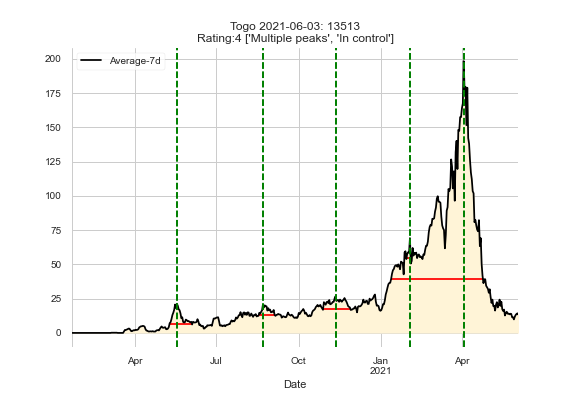 Togo 2021-06-03: 13513
Rating:4 ['Multiple peaks', 'In control']
Average-7d
200
175
150
125
100
75
50
25
0
Apr
Jul
Oct
Jan
2021
Apr
Date